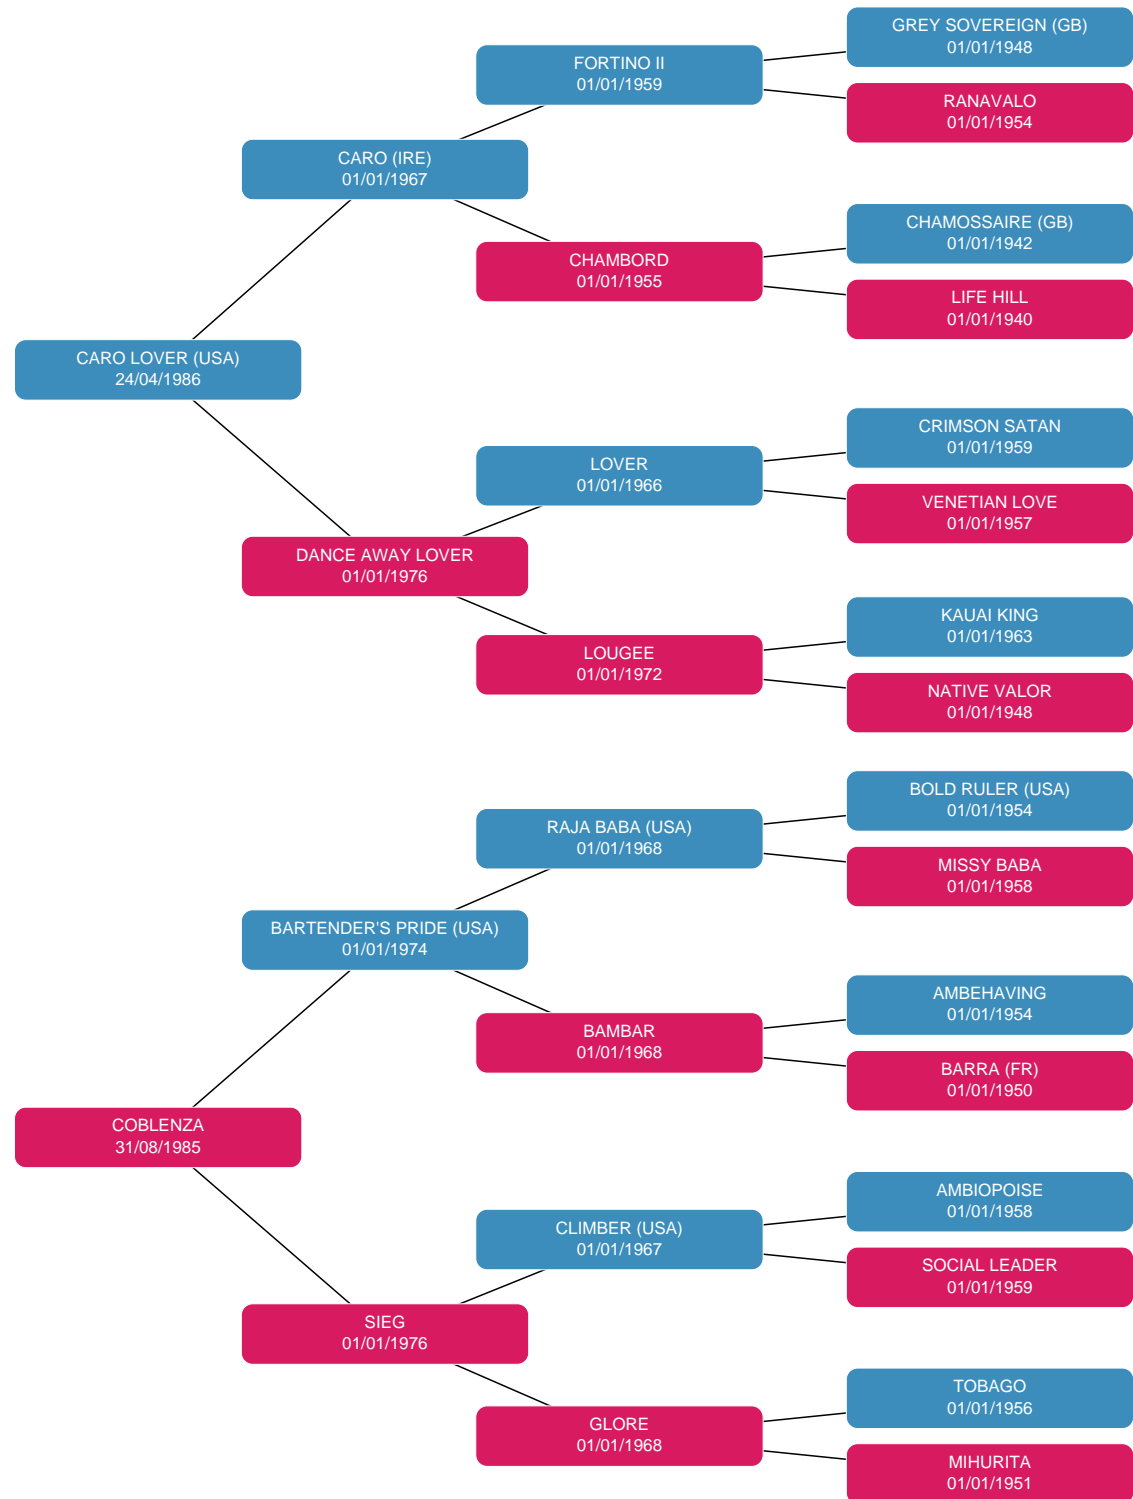 GREY SOVEREIGN (GB)
01/01/1948
FORTINO II
01/01/1959
RANAVALO
01/01/1954
CARO (IRE)
01/01/1967
CHAMOSSAIRE (GB)
01/01/1942
CHAMBORD
01/01/1955
LIFE HILL
01/01/1940
CARO LOVER (USA)
24/04/1986
CRIMSON SATAN
01/01/1959
LOVER
01/01/1966
VENETIAN LOVE
01/01/1957
DANCE AWAY LOVER
01/01/1976
KAUAI KING
01/01/1963
LOUGEE
01/01/1972
NATIVE VALOR
01/01/1948
BOLD RULER (USA)
01/01/1954
RAJA BABA (USA)
01/01/1968
MISSY BABA
01/01/1958
BARTENDER'S PRIDE (USA)
01/01/1974
AMBEHAVING
01/01/1954
BAMBAR
01/01/1968
BARRA (FR)
01/01/1950
COBLENZA
31/08/1985
AMBIOPOISE
01/01/1958
CLIMBER (USA)
01/01/1967
SOCIAL LEADER
01/01/1959
SIEG
01/01/1976
TOBAGO
01/01/1956
GLORE
01/01/1968
MIHURITA
01/01/1951